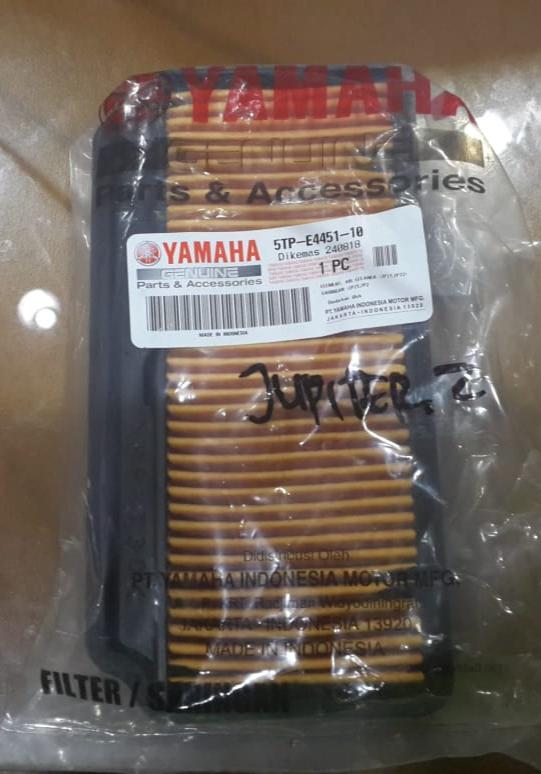 YAMAHA
GENUINE
Parts & Accessories
YAMAHA
GENUINE
Parts & Accessories
5TP-E4451-10
Dikemas 240818
1 PC
PT.YAMAHA INDONESIA MOTOR MFG.
JAKARTA-INDONESIA 13920
MADE IN INDONESIA
JUPITER Z
Didistribusi Oleh
PT YAMAHA INDONESIA MOTOR MFG.
JAKARTA-INDONESIA 13920
MADE IN INDONESIA
FILTER / SARINGAN